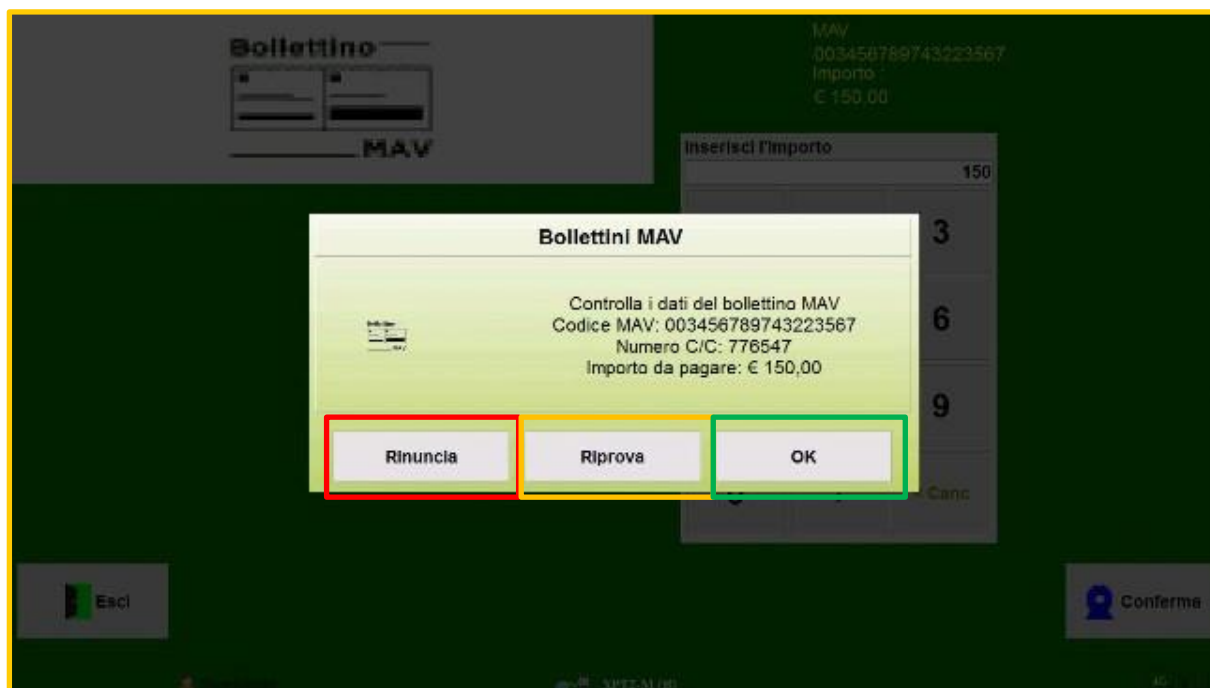 Bollettino
MAV
MAV
003456789743223567
Importo :
€ 150,00
Inserisci l'importo
150
3
Bollettini MAV
Controlla i dati del bollettino MAV
Codice MAV: 003456789743223567
Numero C/C: 776547
Importo da pagare: € 150,00
6
9
Rinuncia
Riprova
OK
Canc
Esci
Conferma